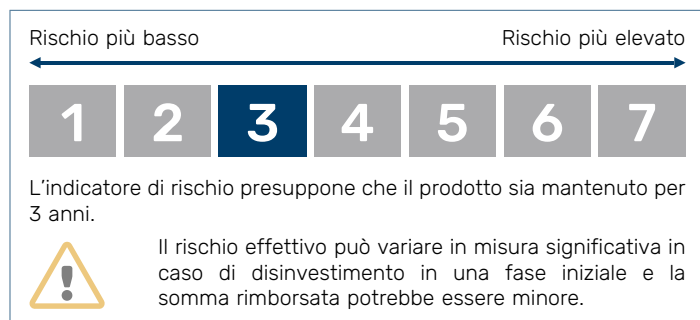 Rischio più basso Rischio più elevato
1 2 3 4 5 6 7
L'indicatore di rischio presuppone che il prodotto sia mantenuto per
3 anni.
Il rischio effettivo può variare in misura significativa in
caso di disinvestimento in una fase iniziale e la
somma rimborsata potrebbe essere minore.